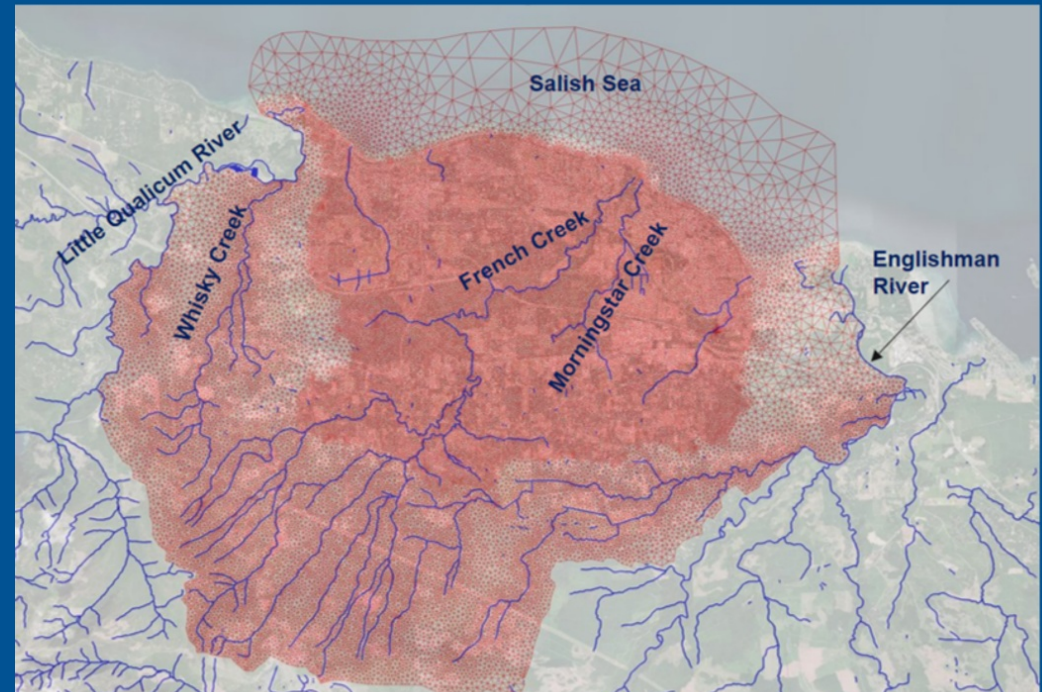 Salish Sea
Little Qualicum River
Whisky Creek
French Creek
Morningstar Creek
Englishman
River